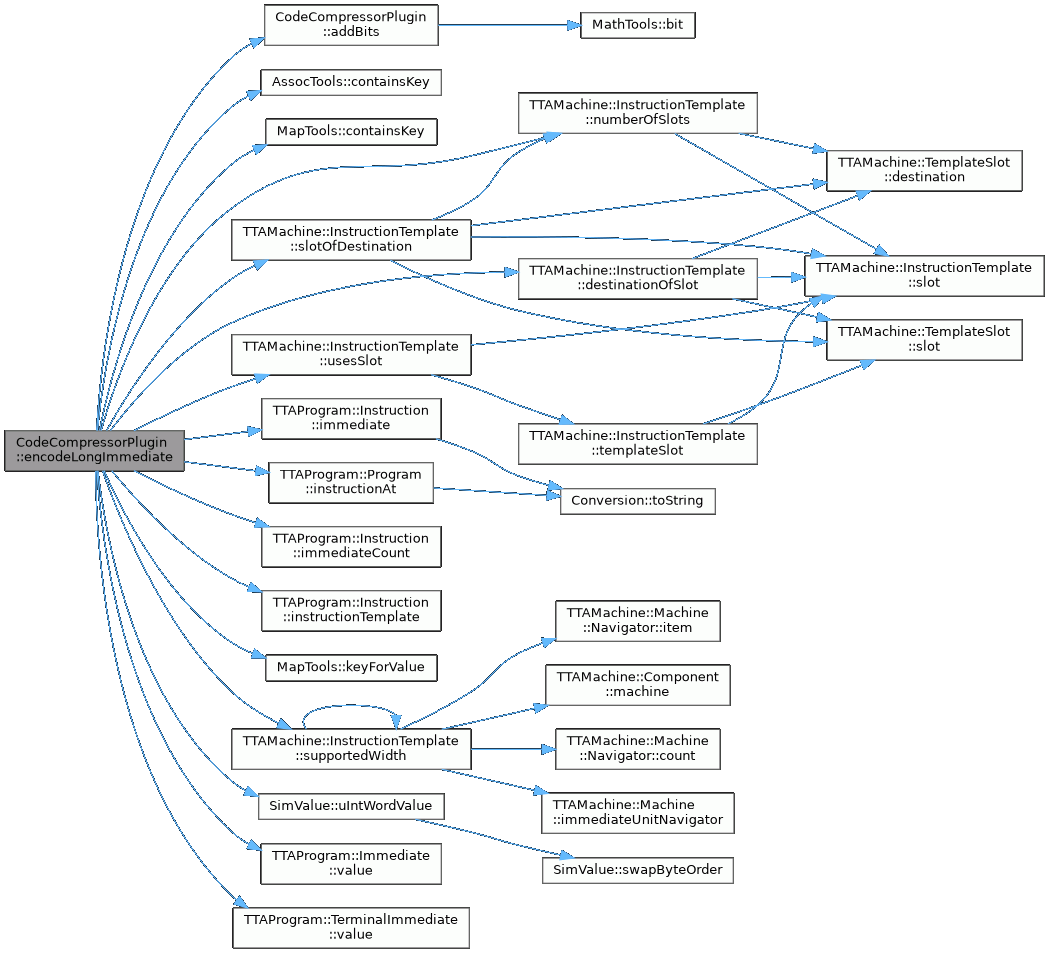 CodeCompressorPlugin
::encodeLongImmediate
CodeCompressorPlugin
::addBits
MathTools::bit
AssocTools::containsKey
MapTools::containsKey
TTAMachine::InstructionTemplate
::numberOfSlots
TTAMachine::TemplateSlot
::destination
TTAMachine::InstructionTemplate
::slotOfDestination
TTAMachine::InstructionTemplate
::destinationOfSlot
TTAMachine::InstructionTemplate
::slot
TTAMachine::TemplateSlot
::slot
TTAMachine::InstructionTemplate
::usesSlot
TTAMachine::InstructionTemplate
::templateSlot
TTAProgram::Instruction
::immediate
TTAProgram::Program
::instructionAt
Conversion::toString
TTAProgram::Instruction
::immediateCount
TTAProgram::Instruction
::instructionTemplate
MapTools::keyForValue
TTAMachine::InstructionTemplate
::supportedWidth
TTAMachine::Machine
::Navigator::item
TTAMachine::Component
::machine
TTAMachine::Machine
::Navigator::count
TTAMachine::Machine
::immediateUnitNavigator
SimValue::uIntWordValue
SimValue::swapByteOrder
TTAProgram::Immediate
::value
TTAProgram::TerminalImmediate
::value